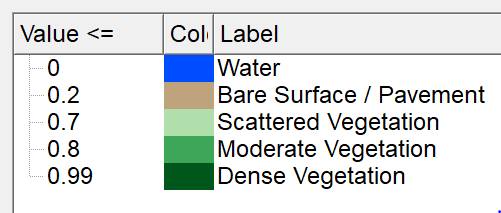 Value <= Col Label
0 Water
0.2 Bare Surface / Pavement
0.7 Scattered Vegetation
0.8 Moderate Vegetation
0.99 Dense Vegetation